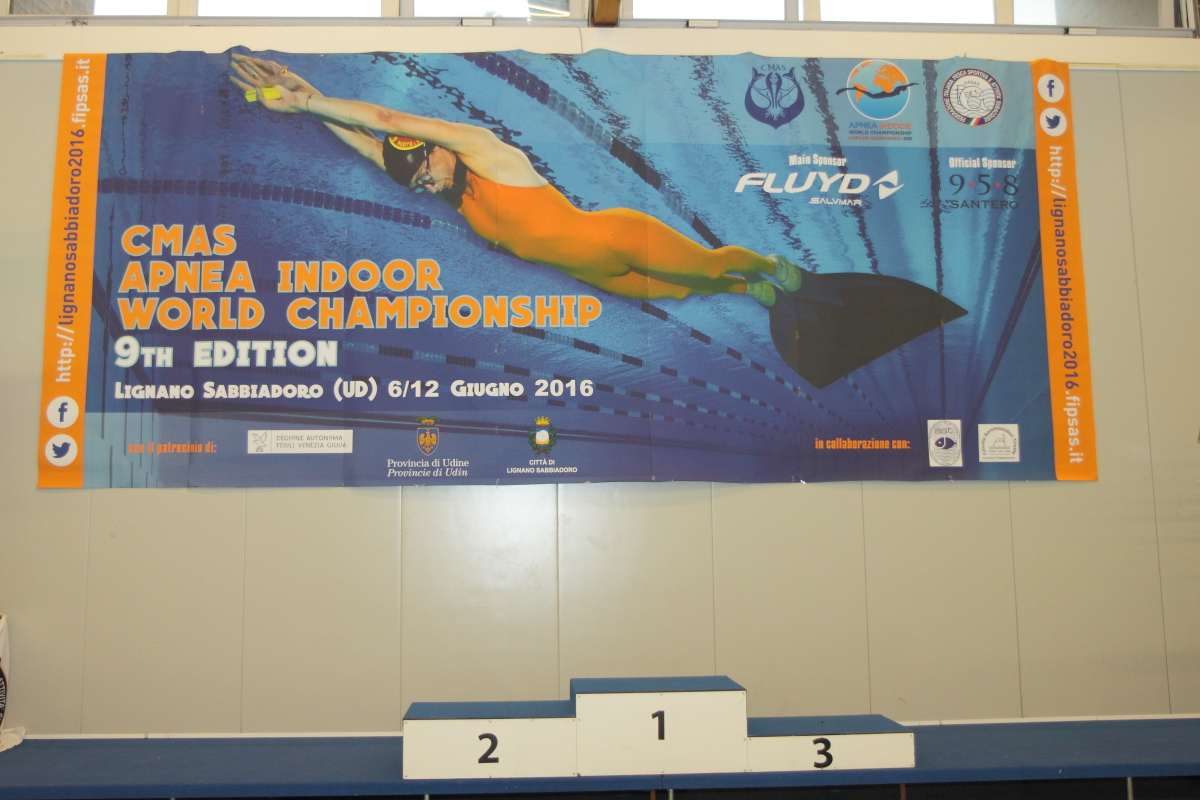 http://lignanosabbiadoro2016.fipsas.it
CMAS
APNEA INDOOR
WORLD CHAMPIONSHIP
Main Sponsor
FLUYD
SALVIMAR
Official Sponsor
9•5•8
SANTERO
http://lignanosabbiadoro2016.fipsas.it
CMAS
APNEA INDOOR
WORLD CHAMPIONSHIP
9TH EDITION
LIGNANO SABBIADORO (UD) 6/12 GIUGNO 2016
con il patrocinio di:
REGIONE AUTONOMA
FRIULI VENEZIA GIULIA
Provincia di Udine
Provincie di Udin
CITTÀ DI
LIGNANO SABBIADORO
in collaborazione con:
2
1
3